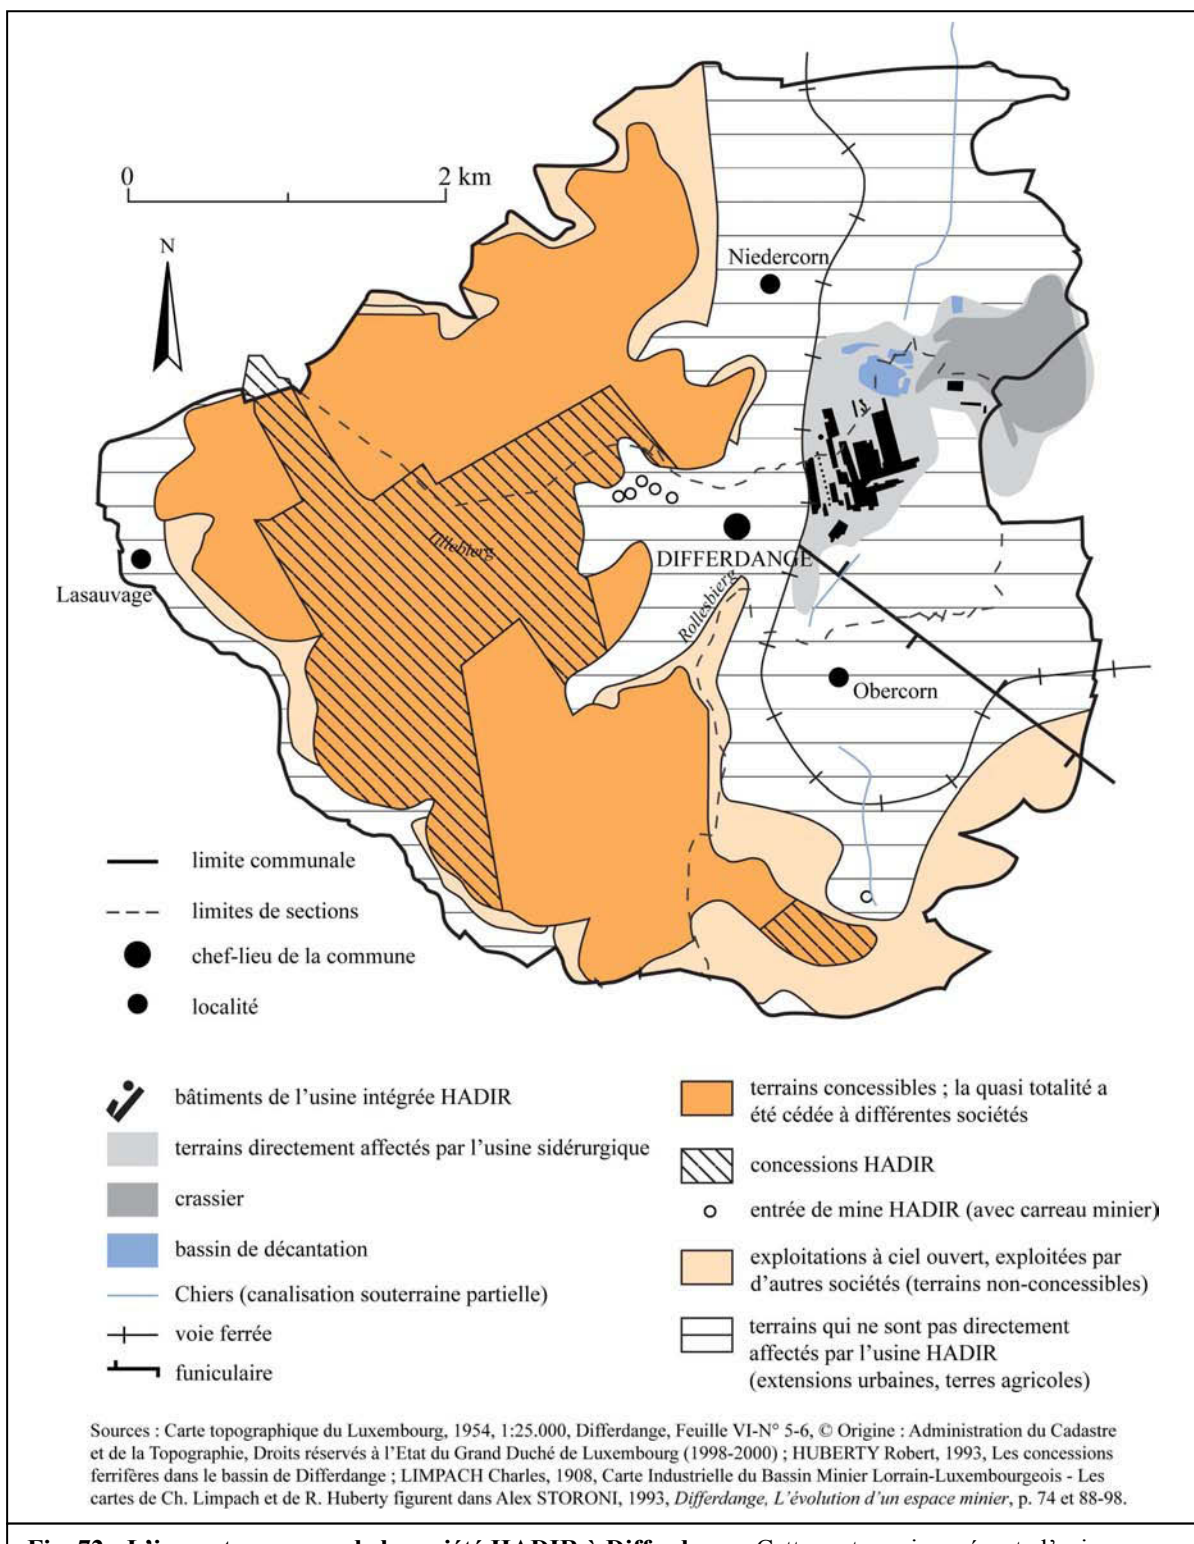 0
2 km
N
Niedercorn
Tillebierg
DIFFERDANGE
Lasauvage
Rollesbierg
Obercorn
limite communale
limites de sections
chef-lieu de la commune
localité
bâtiments de l'usine intégrée HADIR
terrains directement affectés par l'usine sidérurgique
crassier
bassin de décantation
Chiers (canalisation souterraine partielle)
voie ferrée
funiculaire
terrains concessibles ; la quasi totalité a
été cédée à différentes sociétés
concessions HADIR
entrée de mine HADIR (avec carreau minier)
exploitations à ciel ouvert, exploitées par
d'autres sociétés (terrains non-concessibles)
terrains qui ne sont pas directement
affectés par l'usine HADIR
(extensions urbaines, terres agricoles)
Sources : Carte topographique du Luxembourg, 1954, 1:25.000, Differdange, Feuille VI-N° 5-6, © Origine : Administration du Cadastre
et de la Topographie, Droits réservés à l'Etat du Grand Duché de Luxembourg (1998-2000) ; HUBERTY Robert, 1993, Les concessions
ferrifères dans le bassin de Differdange ; LIMPACH Charles, 1908, Carte Industrielle du Bassin Minier Lorrain-Luxembourgeois - Les
cartes de Ch. Limpach et de R. Huberty figurent dans Alex STORONI, 1993, Differdange, L'évolution d'un espace minier, p. 74 et 88-98.